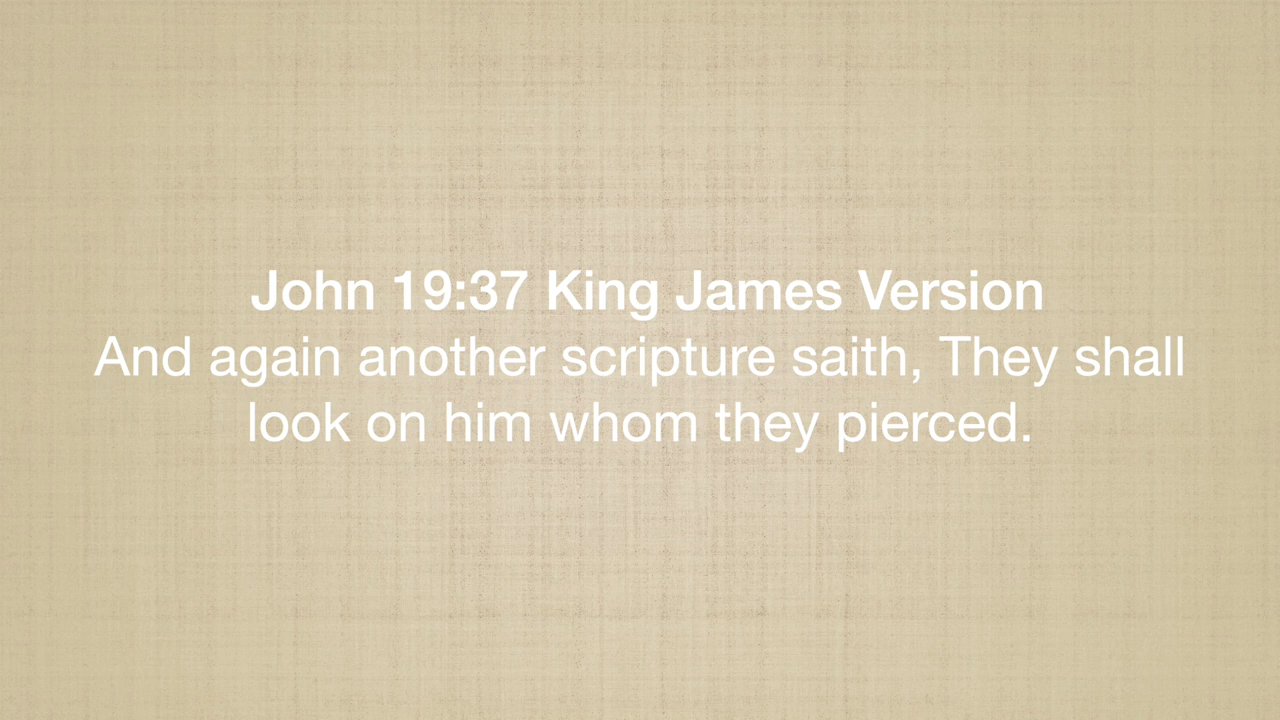 John 19:37 King James Version
And again another scripture saith, They shall
look on him whom they pierced.